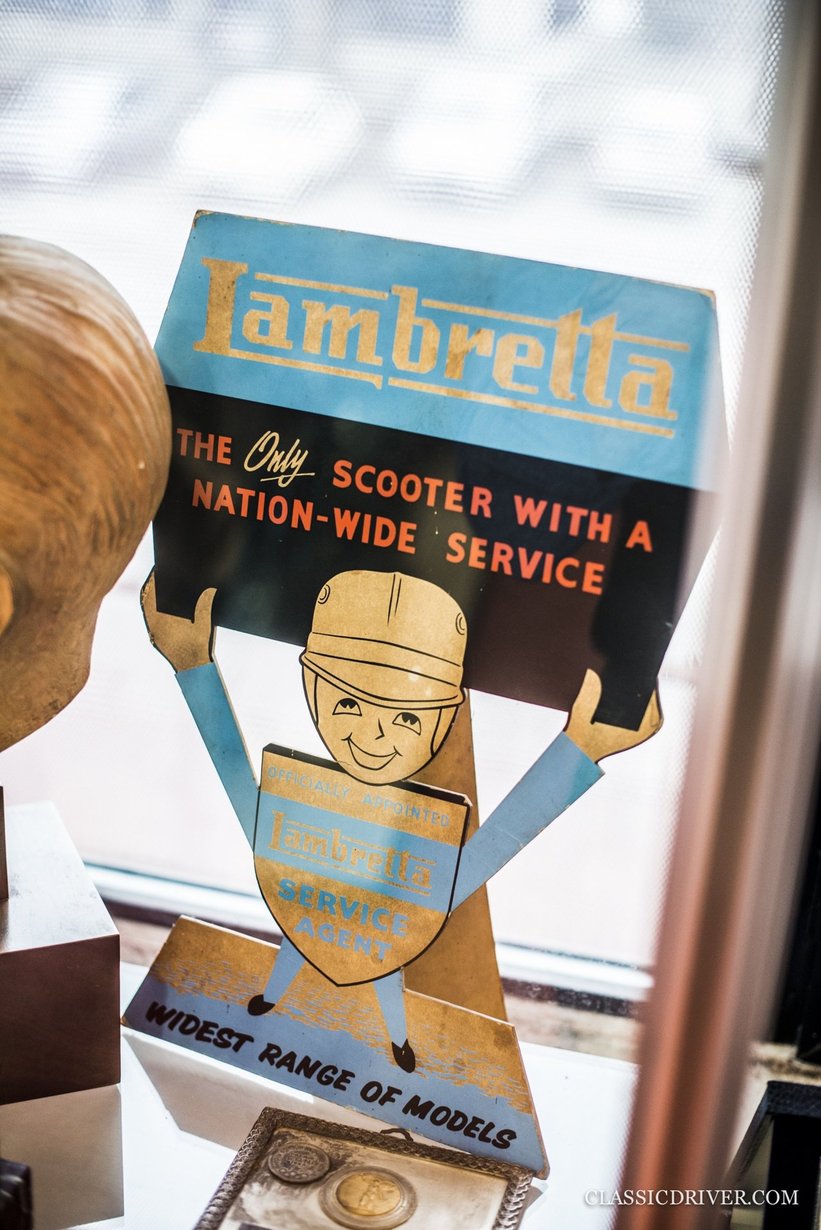 Lambretta
THE Only SCOOTER WITH A
NATION-WIDE SERVICE
OFFICIALLY APPOINTED
Lambretta
SERVICE
AGENT
WIDEST RANGE OF MODELS
CLASSICDRIVER.COM